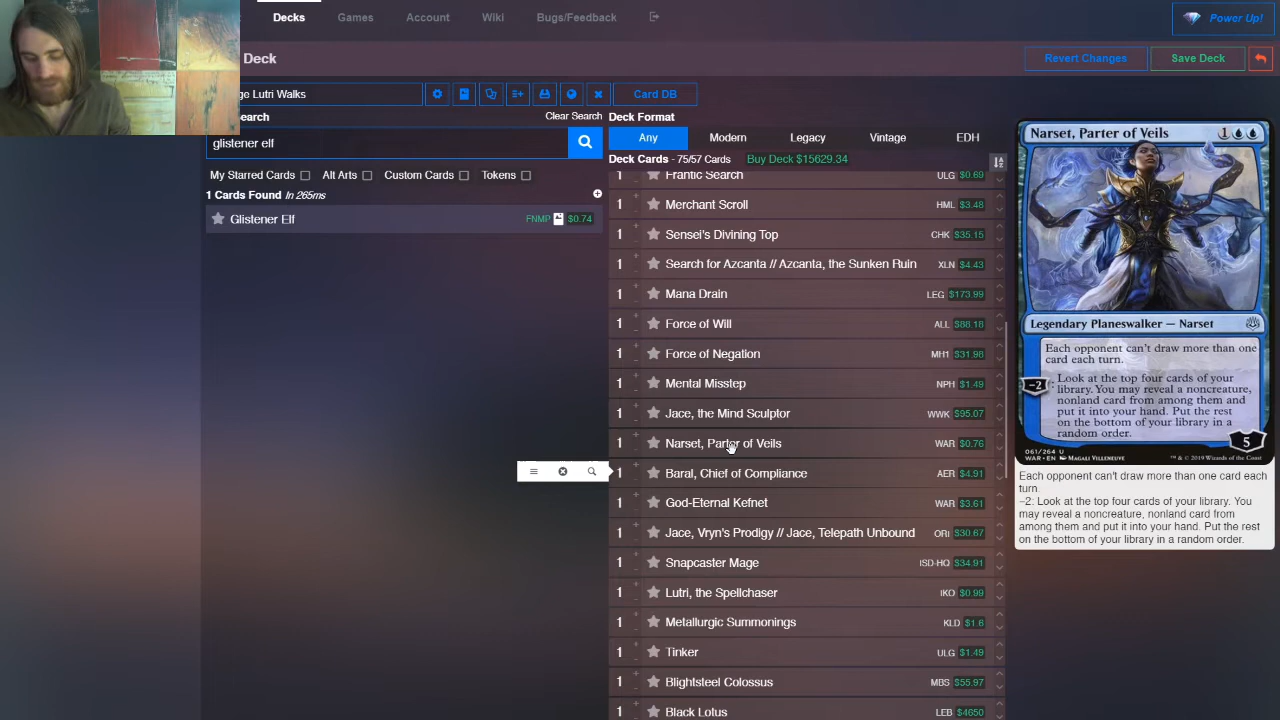 Decks
Games
Account
Wiki
Bugs/Feedback
Power Up!
Deck
Revert Changes
Save Deck
ge Lutri Walks
Card DB
Search
Clear Search
glistener elf
My Starred Cards
Alt Arts
Custom Cards
Tokens
1 Cards Found In 265ms
Glistener Elf FNMP $0.74
Deck Format
Any Modern Legacy Vintage EDH
Deck Cards - 75/57 Cards Buy Deck $15629.34
1 Frantic Search ULG $0.69
1 Merchant Scroll HML $3.48
1 Sensei's Divining Top CHK $35.15
1 Search for Azcanta // Azcanta, the Sunken Ruin XLN $4.43
1 Mana Drain LEG $173.99
1 Force of Will ALL $88.18
1 Force of Negation MH1 $31.98
1 Mental Misstep NPH $1.49
1 Jace, the Mind Sculptor WWK $95.07
1 Narset, Parter of Veils WAR $0.76
1 Baral, Chief of Compliance AER $4.91
1 God-Eternal Kefnet WAR $3.61
1 Jace, Vryn's Prodigy // Jace, Telepath Unbound ORI $30.67
1 Snapcaster Mage ISD-HQ $34.91
1 Lutri, the Spellchaser IKO $0.99
1 Metallurgic Summonings KLD $1.6
1 Tinker ULG $1.49
1 Blightsteel Colossus MBS $55.97
1 Black Lotus LEB $4650
Narset, Parter of Veils 1
Legendary Planeswalker — Narset
Each opponent can't draw more than one
card each turn.
−2: Look at the top four cards of your
library. You may reveal a noncreature,
nonland card from among them and
put it into your hand. Put the rest
on the bottom of your library in a
random order.
5
061/264 U
WAR • EN MAGALI VILLENEUVE ™ & © 2019 Wizards of the Coast
Each opponent can't draw more than one card each
turn.
−2: Look at the top four cards of your library. You
may reveal a noncreature, nonland card from
among them and put it into your hand. Put the rest
on the bottom of your library in a random order.